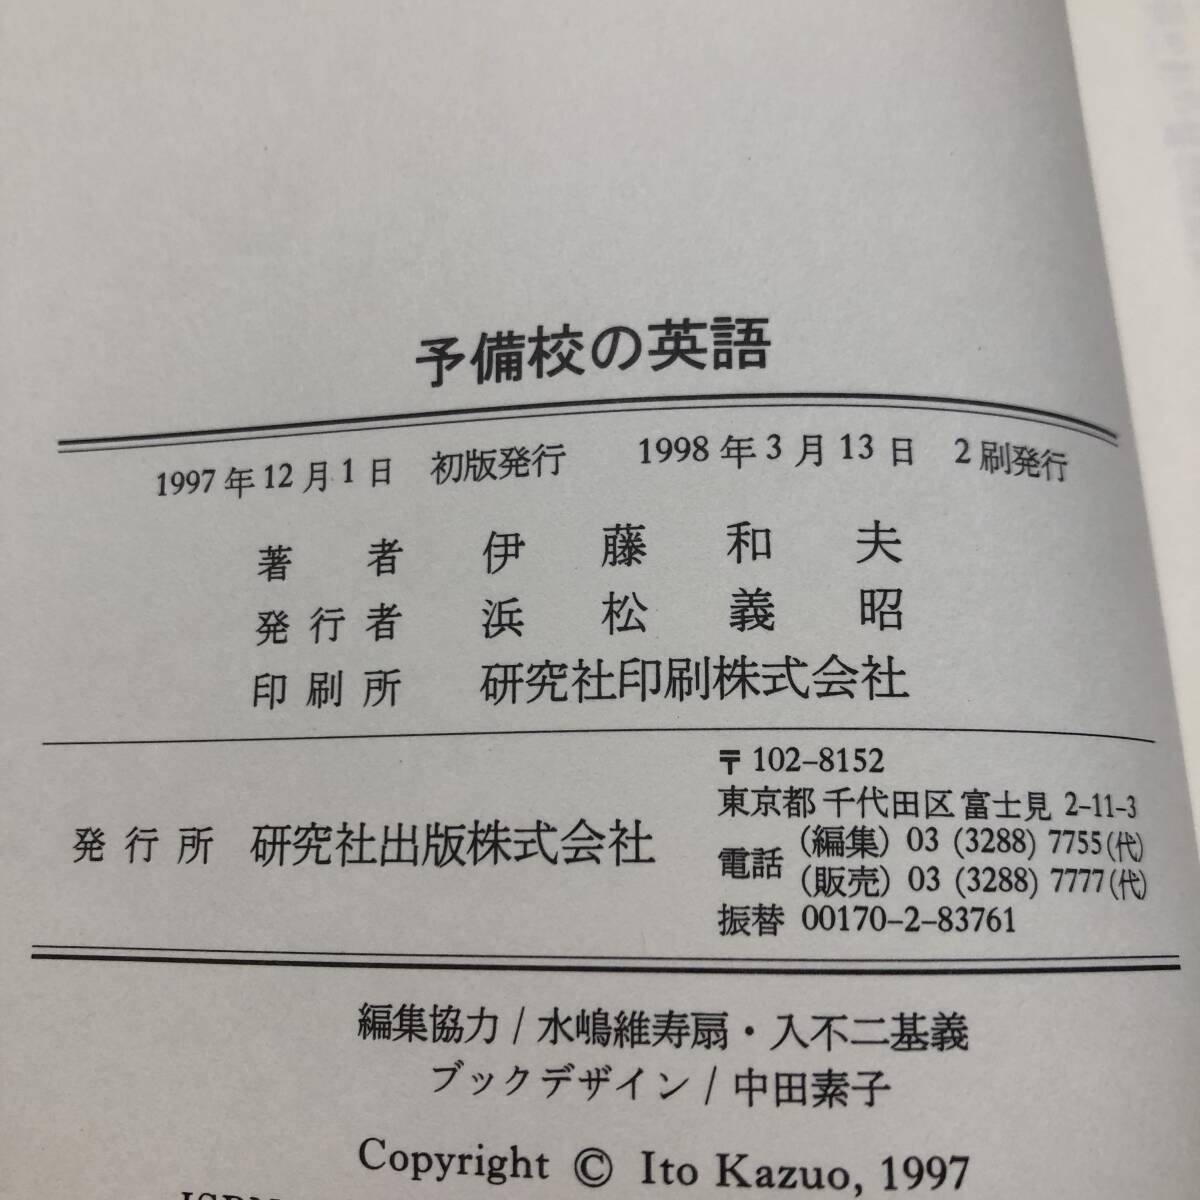 予備校の英語
1997年12月1日 初版発行 1998年3月13日 2刷発行
著者 伊藤和夫
発行者 浜松義昭
印刷所 研究社印刷株式会社
発行所 研究社出版株式会社
〒102-8152
東京都千代田区富士見 2-11-3
電話 (編集) 03 (3288) 7755(代)
(販売) 03 (3288) 7777(代)
振替 00170-2-83761
編集協力/水嶋維寿扇・入不二基義
ブックデザイン/中田素子
Copyright © Ito Kazuo, 1997
ISBN